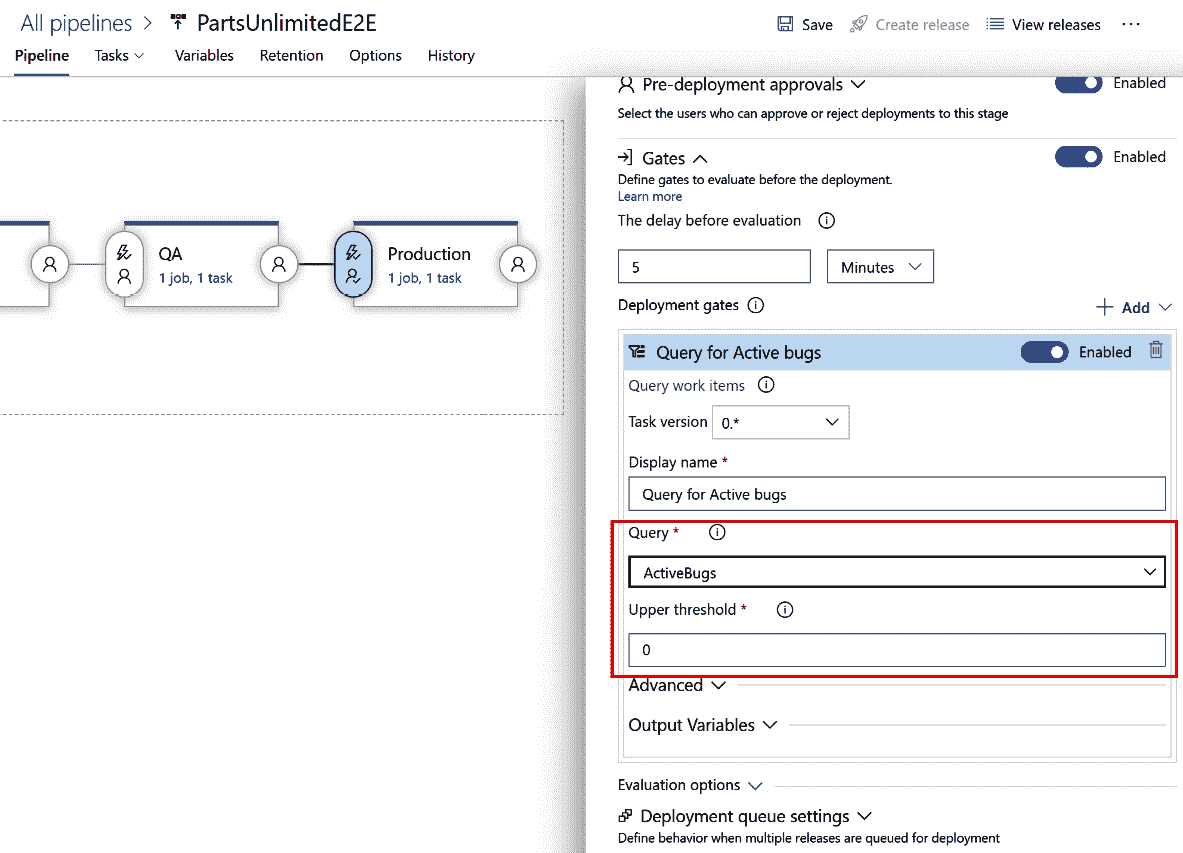 All pipelines > PartsUnlimitedE2E
Save Create release View releases ...
Pipeline Tasks Variables Retention Options History
Pre-deployment approvals Enabled
Select the users who can approve or reject deployments to this stage
Gates Enabled
Define gates to evaluate before the deployment.
Learn more
The delay before evaluation
5 Minutes
Deployment gates + Add
QA
1 job, 1 task
Production
1 job, 1 task
Query for Active bugs Enabled
Query work items
Task version 0.*
Display name *
Query for Active bugs
Query *
ActiveBugs
Upper threshold *
0
Advanced
Output Variables
Evaluation options
Deployment queue settings
Define behavior when multiple releases are queued for deployment